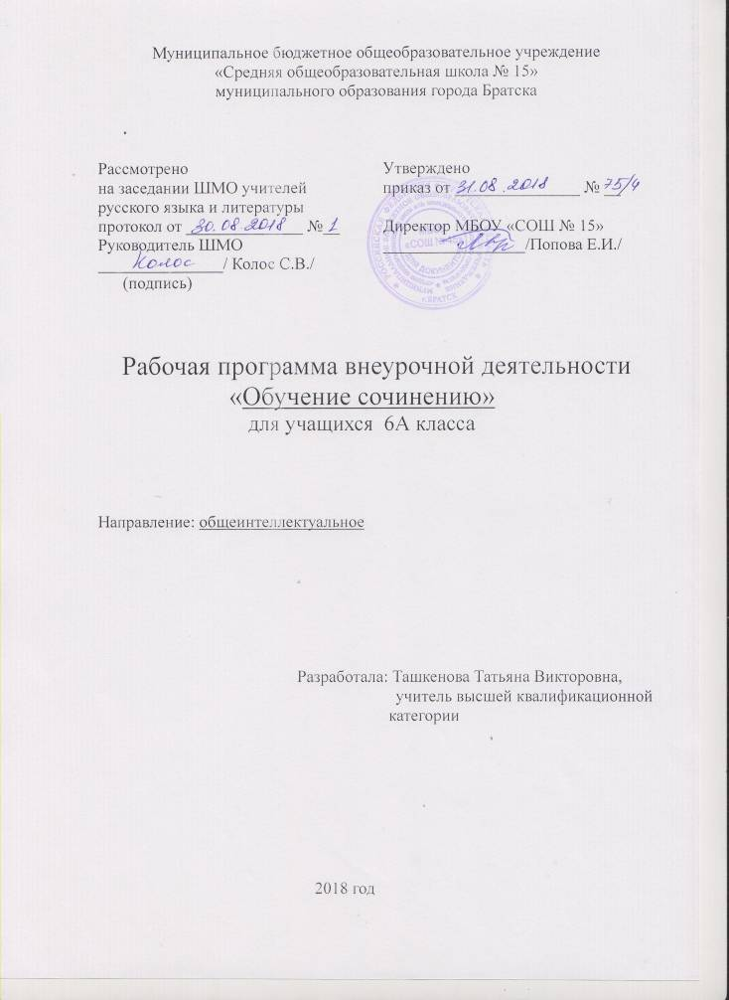 Муниципальное бюджетное общеобразовательное учреждение
«Средняя общеобразовательная школа № 15»
муниципального образования города Братска
Рассмотрено
на заседании ШМО учителей
русского языка и литературы
протокол от 30.08.2018 № 1
Руководитель ШМО
Колос / Колос С.В./
(подпись)
Утверждено
приказ от 31.08.2018 № 75/4
Директор МБОУ «СОШ № 15»
/Попова Е.И./
Рабочая программа внеурочной деятельности
«Обучение сочинению»
для учащихся 6А класса
Направление: общеинтеллектуальное
Разработала: Ташкенова Татьяна Викторовна,
учитель высшей квалификационной
категории
2018 год